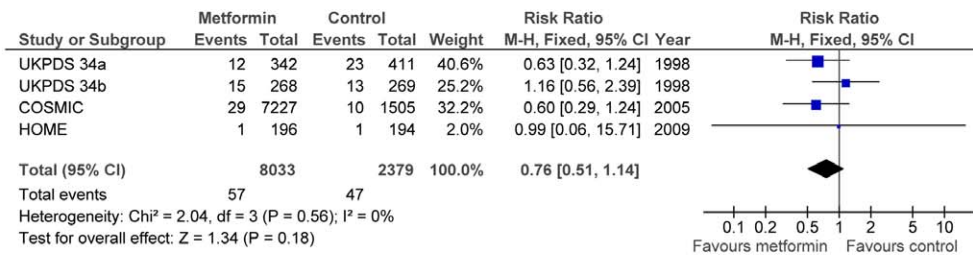 Metformin Control Risk Ratio Risk Ratio
Study or Subgroup Events Total Events Total Weight M-H, Fixed, 95% CI Year M-H, Fixed, 95% CI
UKPDS 34a 12 342 23 411 40.6% 0.63 [0.32, 1.24] 1998
UKPDS 34b 15 268 13 269 25.2% 1.16 [0.56, 2.39] 1998
COSMIC 29 7227 10 1505 32.2% 0.60 [0.29, 1.24] 2005
HOME 1 196 1 194 2.0% 0.99 [0.06, 15.71] 2009
Total (95% CI) 8033 2379 100.0% 0.76 [0.51, 1.14]
Total events 57 47
Heterogeneity: Chi² = 2.04, df = 3 (P = 0.56); I² = 0%
Test for overall effect: Z = 1.34 (P = 0.18)
0.1 0.2 0.5 1 2 5 10
Favours metformin Favours control